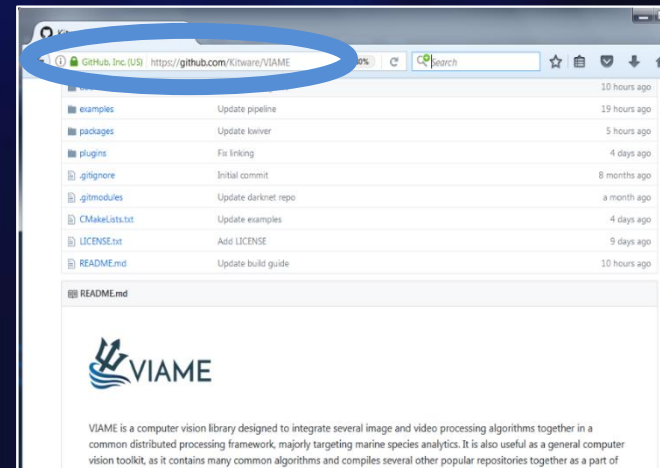 GitHub, Inc. (US) https://github.com/Kitware/VIAME Search
10 hours ago
examples Update pipeline 19 hours ago
packages Update kwiver 5 hours ago
plugins Fix linking 4 days ago
.gitignore Initial commit 8 months ago
.gitmodules Update darknet repo a month ago
CMakeLists.txt Update examples 4 days ago
LICENSE.txt Add LICENSE 9 days ago
README.md Update build guide 10 hours ago
README.md
VIAME
VIAME is a computer vision library designed to integrate several image and video processing algorithms together in a
common distributed processing framework, majorly targeting marine species analytics. It is also useful as a general computer
vision toolkit, as it contains many common algorithms and compiles several other popular repositories together as a part of